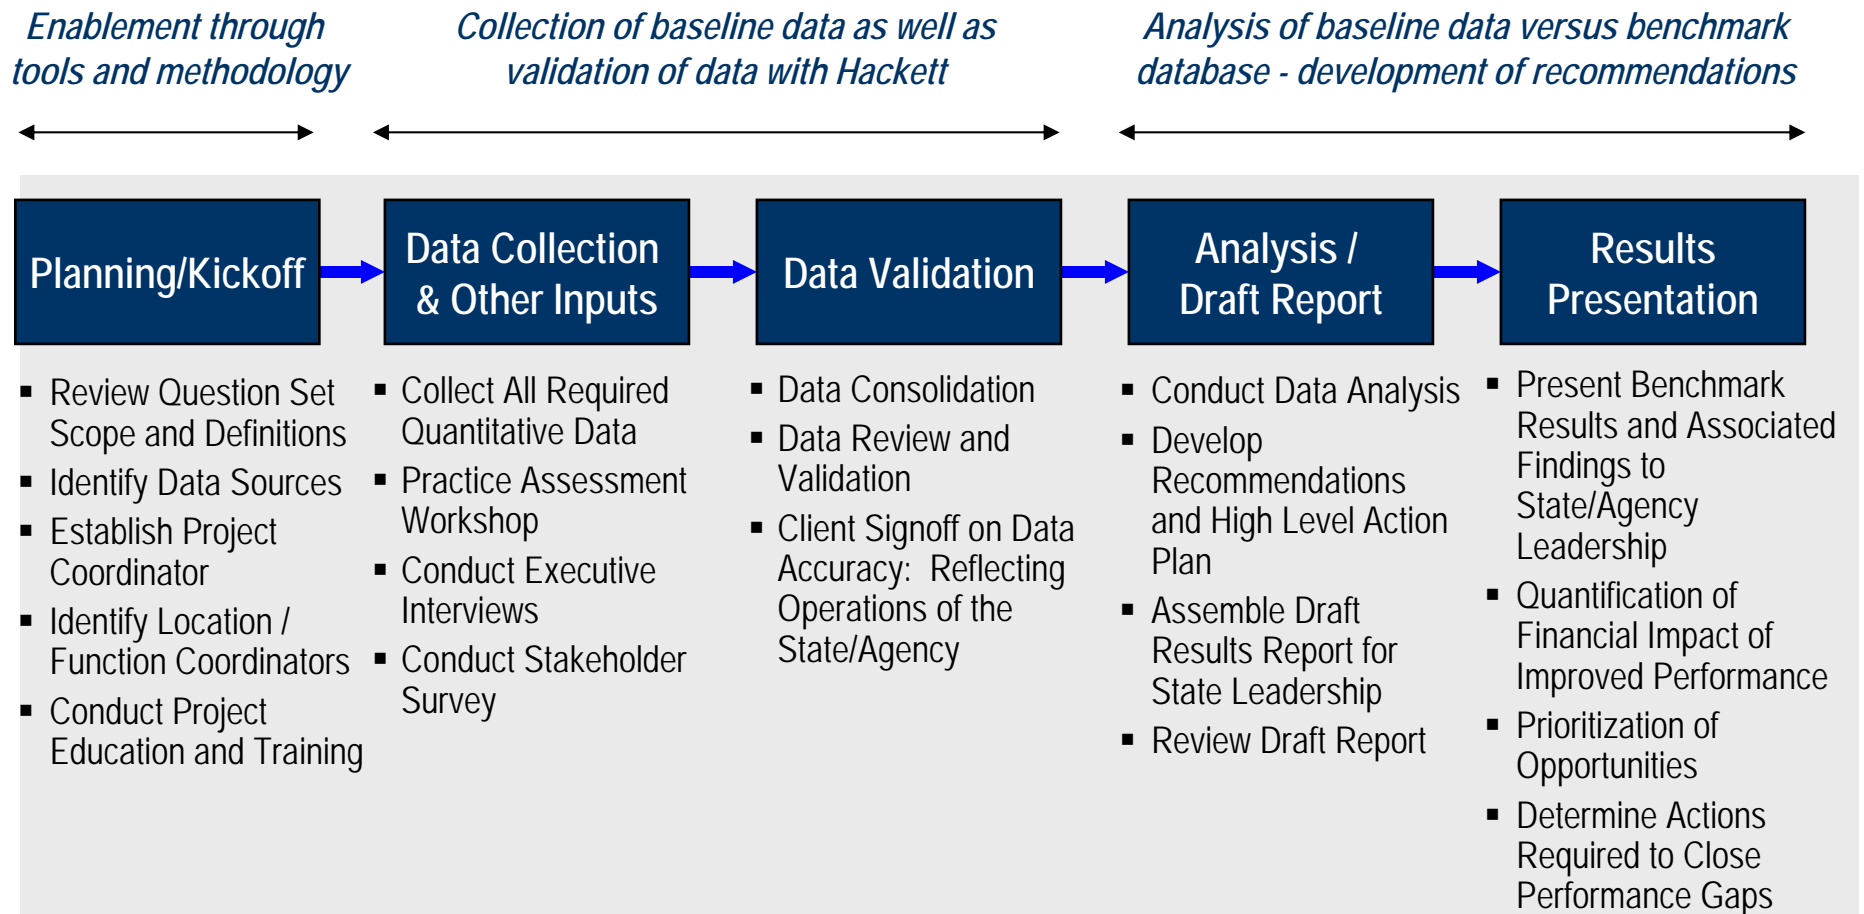 Enablement through
tools and methodology
Collection of baseline data as well as
validation of data with Hackett
Analysis of baseline data versus benchmark
database - development of recommendations
Planning/Kickoff
Data Collection
& Other Inputs
Data Validation
Analysis /
Draft Report
Results
Presentation
▪ Review Question Set
Scope and Definitions
▪ Identify Data Sources
▪ Establish Project
Coordinator
▪ Identify Location /
Function Coordinators
▪ Conduct Project
Education and Training
▪ Collect All Required
Quantitative Data
▪ Practice Assessment
Workshop
▪ Conduct Executive
Interviews
▪ Conduct Stakeholder
Survey
▪ Data Consolidation
▪ Data Review and
Validation
▪ Client Signoff on Data
Accuracy:  Reflecting
Operations of the
State/Agency
▪ Conduct Data Analysis
▪ Develop
Recommendations
and High Level Action
Plan
▪ Assemble Draft
Results Report for
State Leadership
▪ Review Draft Report
▪ Present Benchmark
Results and Associated
Findings to
State/Agency
Leadership
▪ Quantification of
Financial Impact of
Improved Performance
▪ Prioritization of
Opportunities
▪ Determine Actions
Required to Close
Performance Gaps